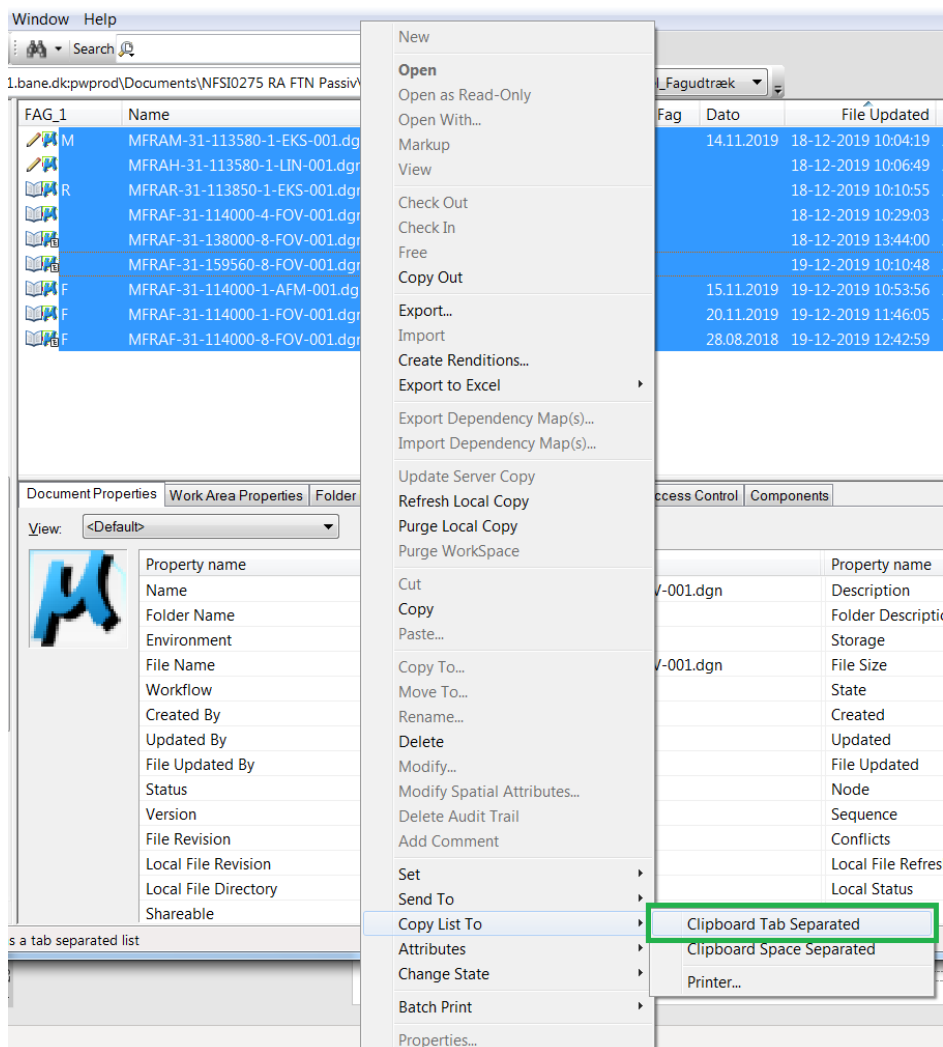 Window Help
Search
1.bane.dk:pwprod\Documents\NFSI0275 RA FTN Passiv\
_Fagudtræk
FAG_1 Name Fag Dato File Updated
M MFRAM-31-113580-1-EKS-001.dg 14.11.2019 18-12-2019 10:04:19
MFRAH-31-113580-1-LIN-001.dgr 18-12-2019 10:06:49
R MFRAR-31-113850-1-EKS-001.dgr 18-12-2019 10:10:55
MFRAF-31-114000-4-FOV-001.dgr 18-12-2019 10:29:03
MFRAF-31-138000-8-FOV-001.dgr 18-12-2019 13:44:00
MFRAF-31-159560-8-FOV-001.dgr 19-12-2019 10:10:48
F MFRAF-31-114000-1-AFM-001.dg 15.11.2019 19-12-2019 10:53:56
F MFRAF-31-114000-1-FOV-001.dgr 20.11.2019 19-12-2019 11:46:05
F MFRAF-31-114000-8-FOV-001.dgr 28.08.2018 19-12-2019 12:42:59
Document Properties Work Area Properties Folder ccess Control Components
View: <Default>
Property name Property name
Name V-001.dgn Description
Folder Name Folder Descriptio
Environment Storage
File Name V-001.dgn File Size
Workflow State
Created By Created
Updated By Updated
File Updated By File Updated
Status Node
Version Sequence
File Revision Conflicts
Local File Revision Local File Refres
Local File Directory Local Status
Shareable
s a tab separated list
New
Open
Open as Read-Only
Open With...
Markup
View
Check Out
Check In
Free
Copy Out
Export...
Import
Create Renditions...
Export to Excel
Export Dependency Map(s)...
Import Dependency Map(s)...
Update Server Copy
Refresh Local Copy
Purge Local Copy
Purge WorkSpace
Cut
Copy
Paste...
Copy To...
Move To...
Rename...
Delete
Modify...
Modify Spatial Attributes...
Delete Audit Trail
Add Comment
Set
Send To
Copy List To
Attributes
Change State
Batch Print
Properties...
Clipboard Tab Separated
Clipboard Space Separated
Printer...